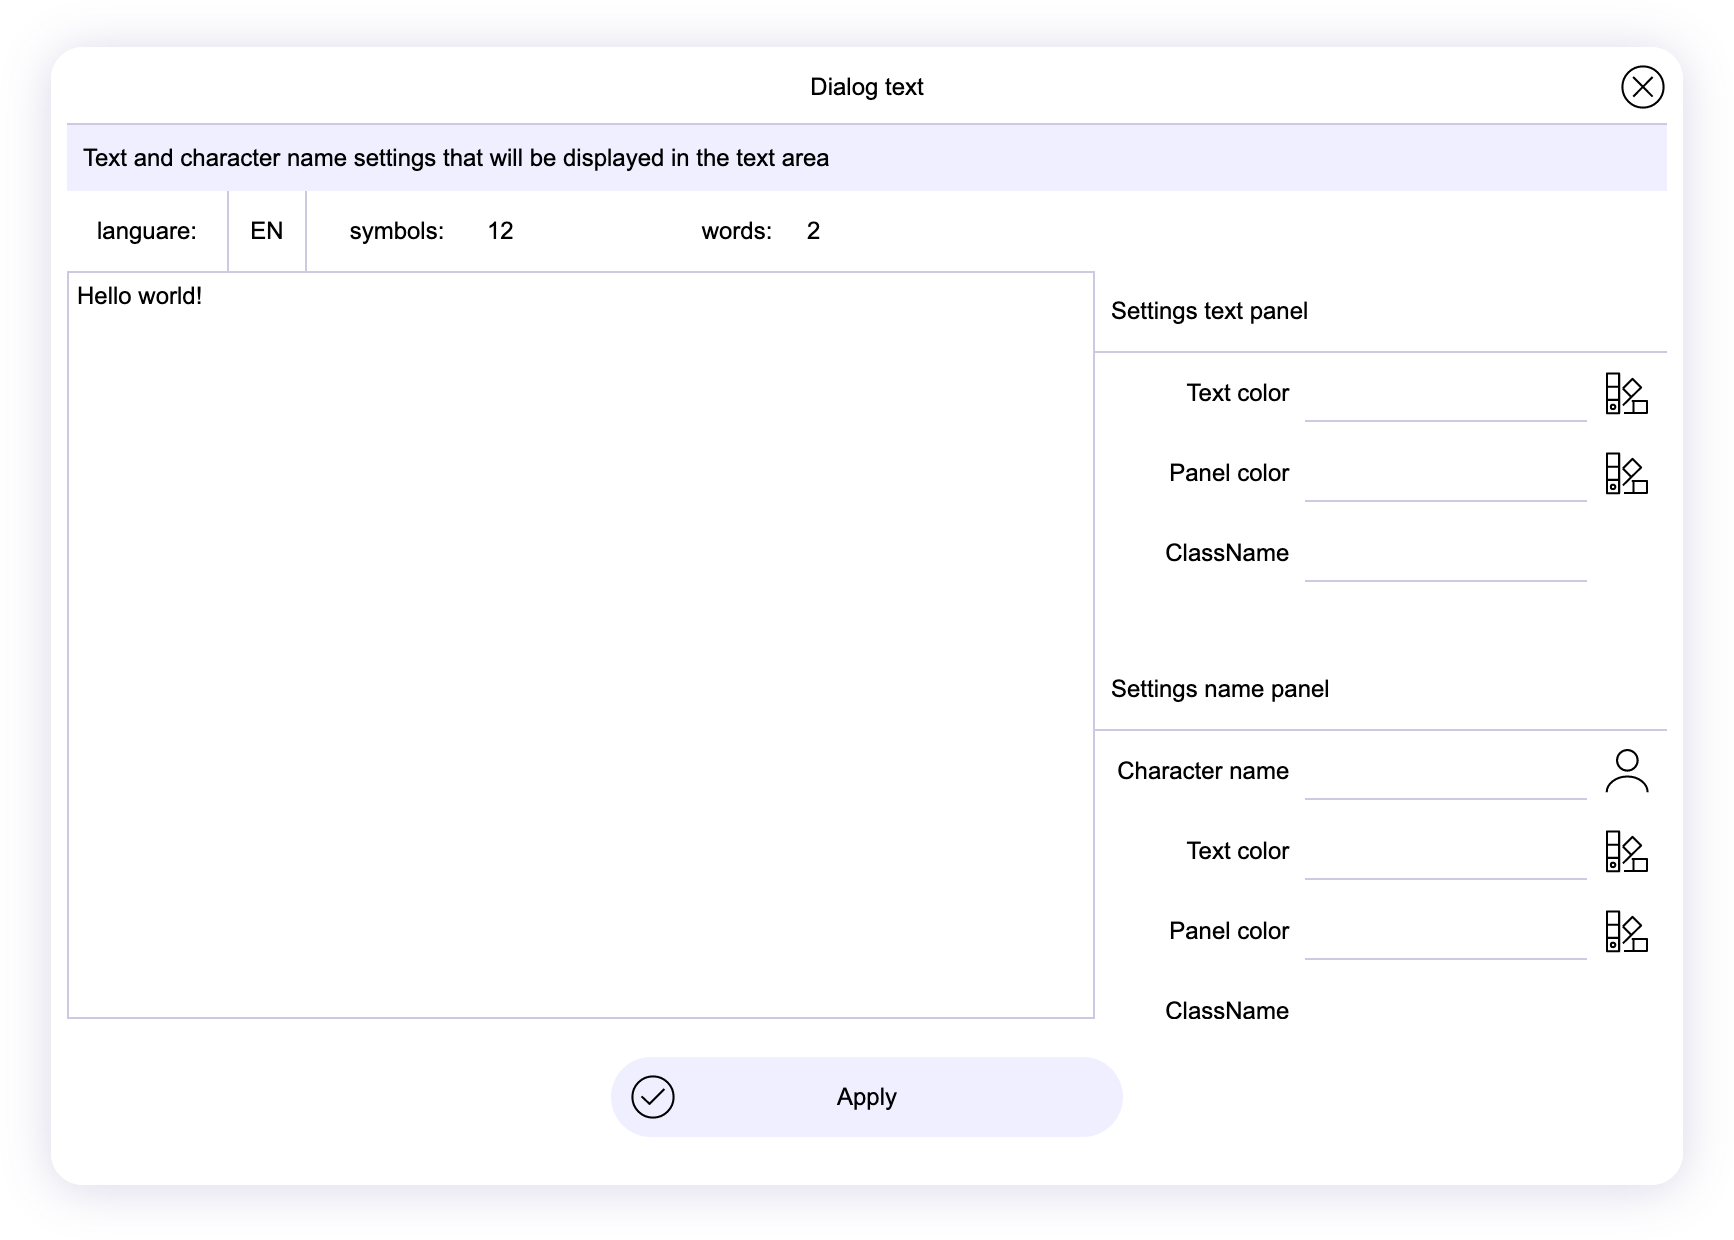 Dialog text
Text and character name settings that will be displayed in the text area
languare: EN symbols: 12 words: 2
Hello world!
Settings text panel
Text color
Panel color
ClassName
Settings name panel
Character name
Text color
Panel color
ClassName
Apply